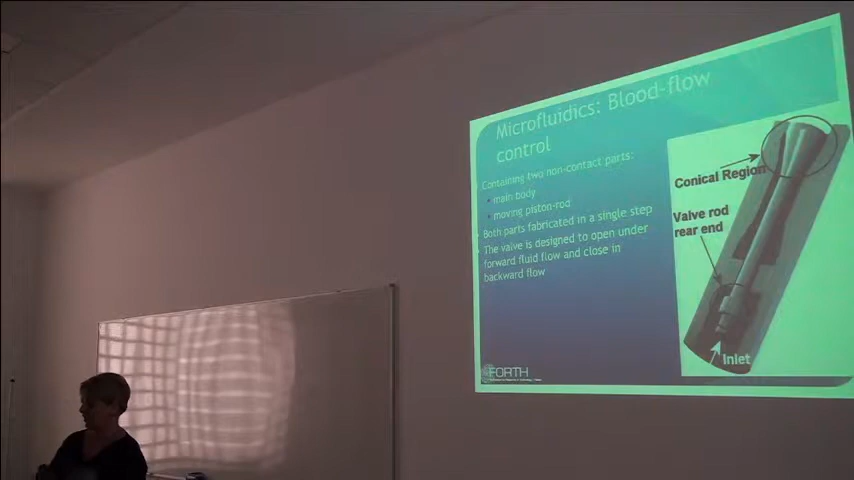 Microfluidics: Blood-flow
control
Containing two non-contact parts:
main body
moving piston-rod
Both parts fabricated in a single step
The valve is designed to open under
forward fluid flow and close in
backward flow
Conical Region
Valve rod
rear end
Inlet
FORTH